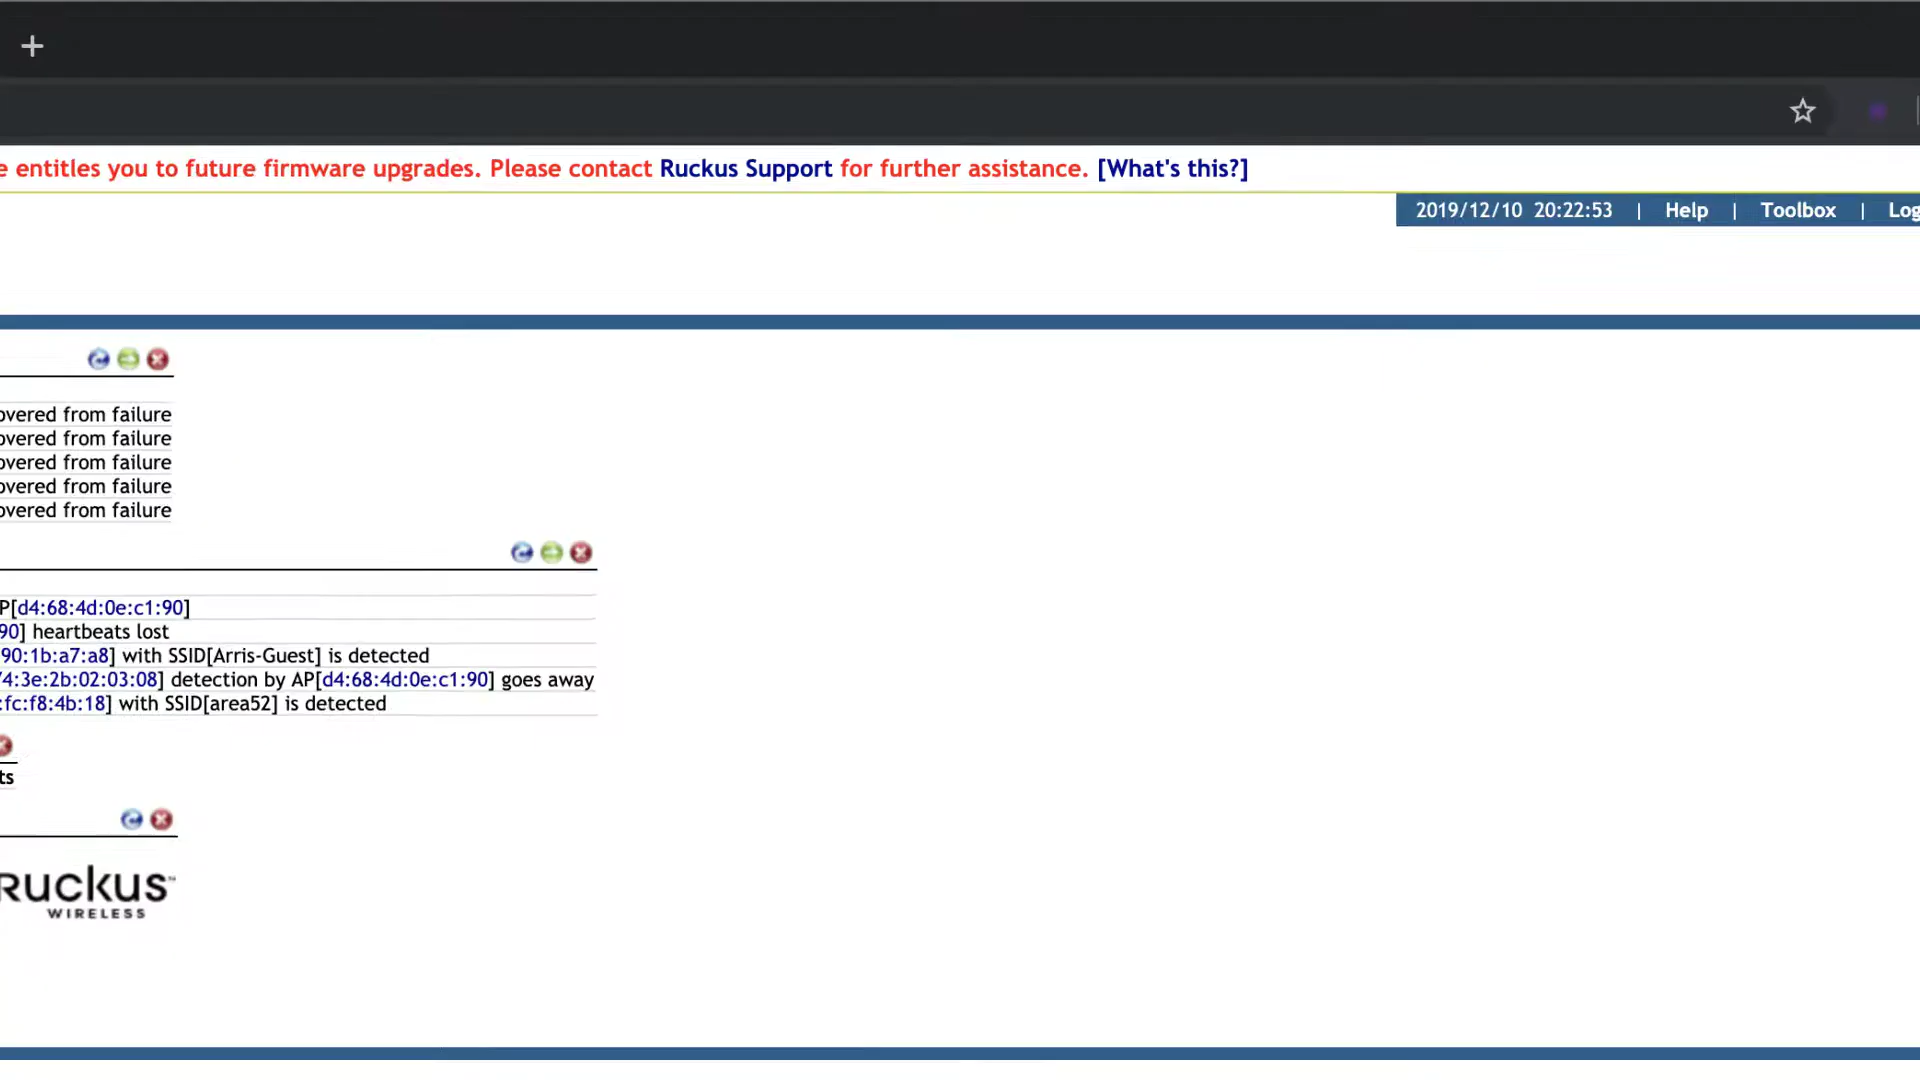 entitles you to future firmware upgrades. Please contact Ruckus Support for further assistance. [What's this?]
2019/12/10 20:22:53 | Help | Toolbox |
overed from failure
overed from failure
overed from failure
overed from failure
overed from failure
P[d4:68:4d:0e:c1:90]
90] heartbeats lost
90:1b:a7:a8] with SSID[Arris-Guest] is detected
4:3e:2b:02:03:08] detection by AP[d4:68:4d:0e:c1:90] goes away
:fc:f8:4b:18] with SSID[area52] is detected
ts
Ruckus™
WIRELESS